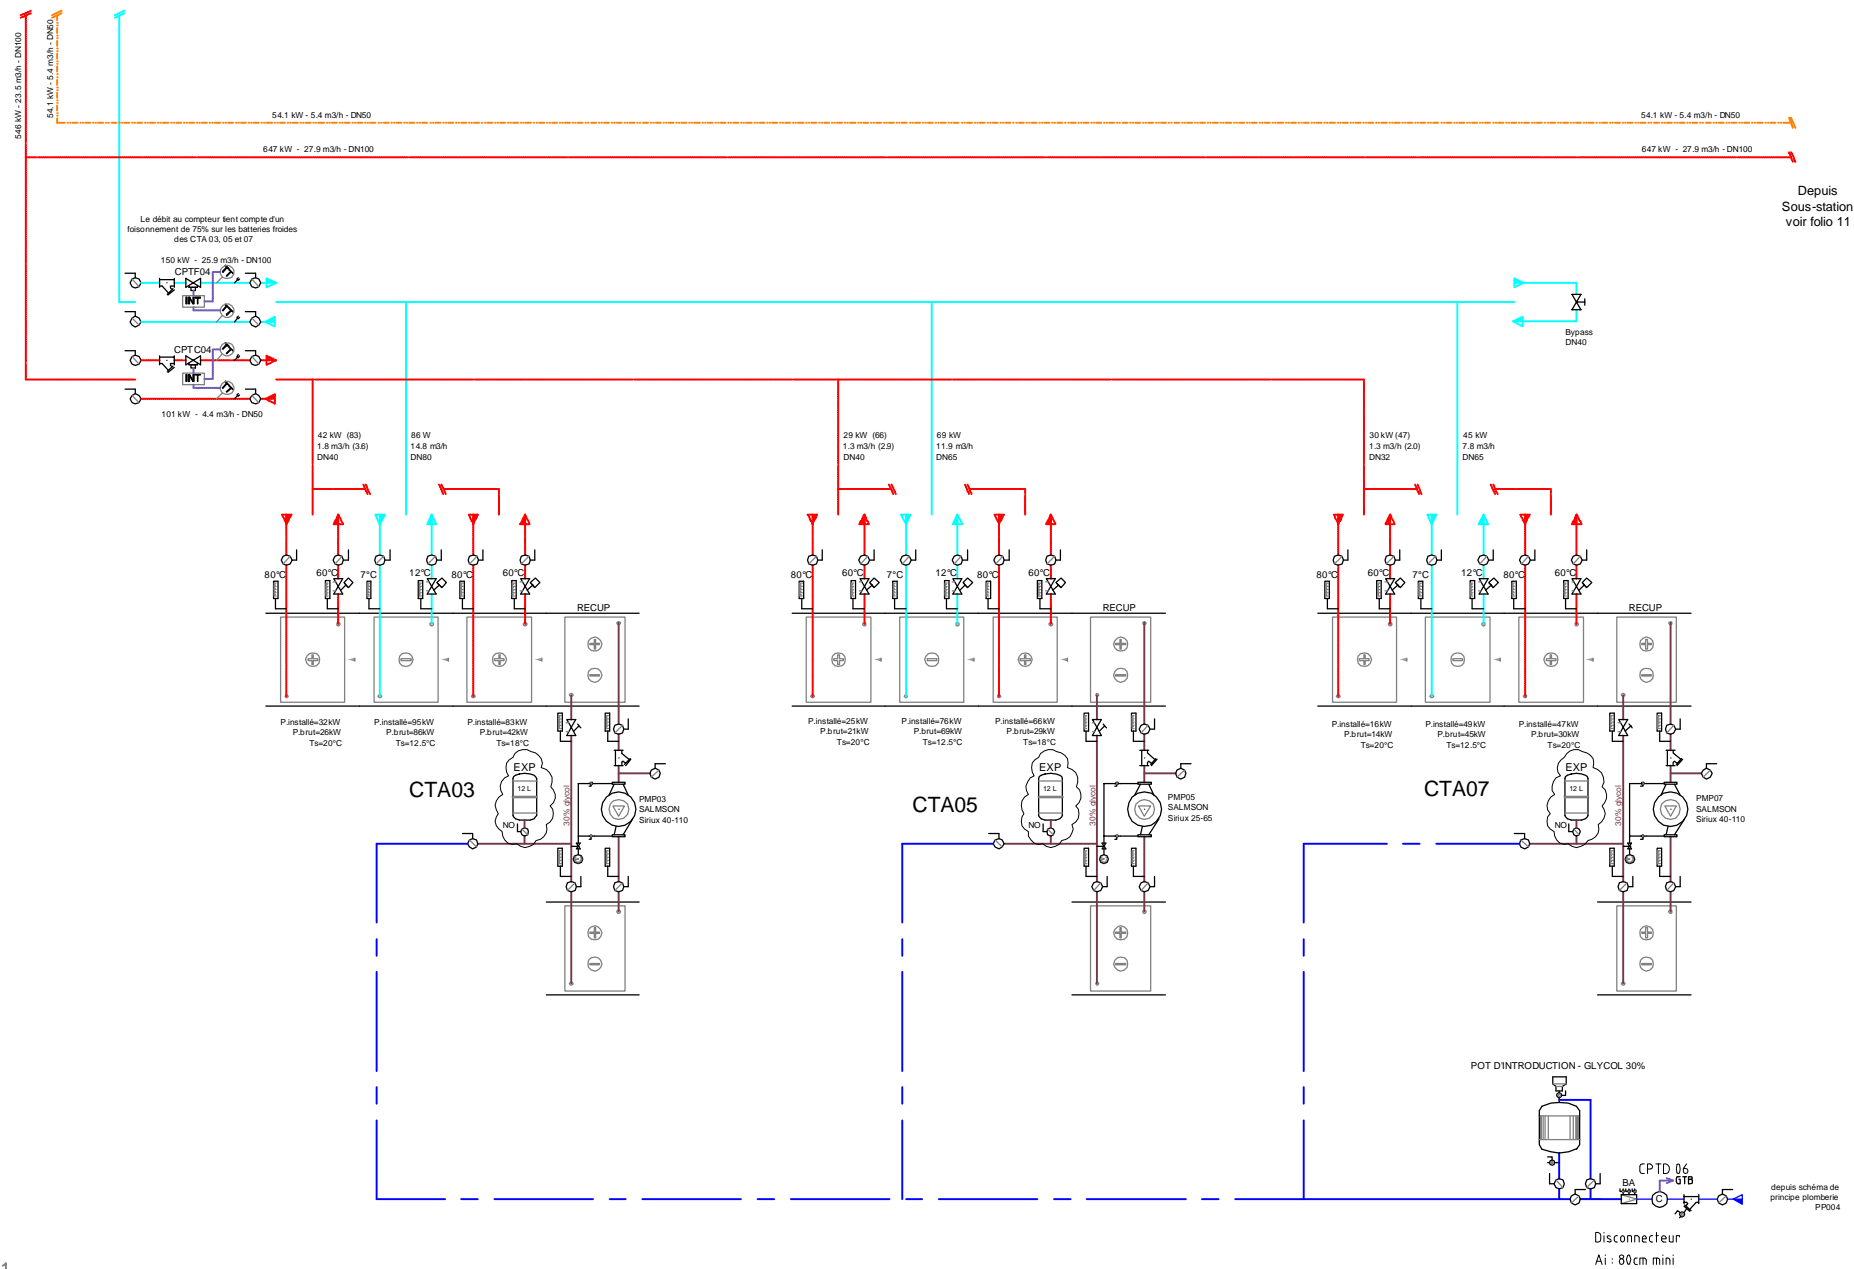 546 kW - 23.5 m3/h - DN100
54.1 kW - 5.4 m3/h - DN50
54.1 kW - 5.4 m3/h - DN50
54.1 kW - 5.4 m3/h - DN50
647 kW - 27.9 m3/h - DN100
647 kW - 27.9 m3/h - DN100
Depuis
Sous-station
voir folio 11
Le débit au compteur tient compte d'un
foisonnement de 75% sur les batteries froides
des CTA 03, 05 et 07
150 kW - 25.9 m3/h - DN100
CPTF04
INT
CPTC04
INT
101 kW - 4.4 m3/h - DN50
Bypass
DN40
42 kW (83)
1.8 m3/h (3.6)
DN40
86 W
14.8 m3/h
DN80
29 kW (66)
1.3 m3/h (2.9)
DN40
69 kW
11.9 m3/h
DN65
30 kW (47)
1.3 m3/h (2.0)
DN32
45 kW
7.8 m3/h
DN65
80°C
60°C
7°C
12°C
80°C
60°C
80°C
60°C
7°C
12°C
80°C
60°C
80°C
60°C
7°C
12°C
80°C
60°C
RECUP
RECUP
RECUP
P.installé=32kW
P.brut=26kW
Ts=20°C
P.installé=95kW
P.brut=86kW
Ts=12.5°C
P.installé=83kW
P.brut=42kW
Ts=18°C
P.installé=25kW
P.brut=21kW
Ts=20°C
P.installé=76kW
P.brut=69kW
Ts=12.5°C
P.installé=66kW
P.brut=29kW
Ts=18°C
P.installé=16kW
P.brut=14kW
Ts=20°C
P.installé=49kW
P.brut=45kW
Ts=12.5°C
P.installé=47kW
P.brut=30kW
Ts=20°C
CTA03
EXP
12 L
NO
30% glycol
PMP03
SALMSON
Siriux 40-110
CTA05
EXP
12 L
NO
30% glycol
PMP05
SALMSON
Siriux 25-65
CTA07
EXP
12 L
NO
30% glycol
PMP07
SALMSON
Siriux 40-110
POT D'INTRODUCTION - GLYCOL 30%
CPTD 06
GTB
BA
C
depuis schéma de
principe plomberie
PP004
Disconnecteur
Ai : 80cm mini
1